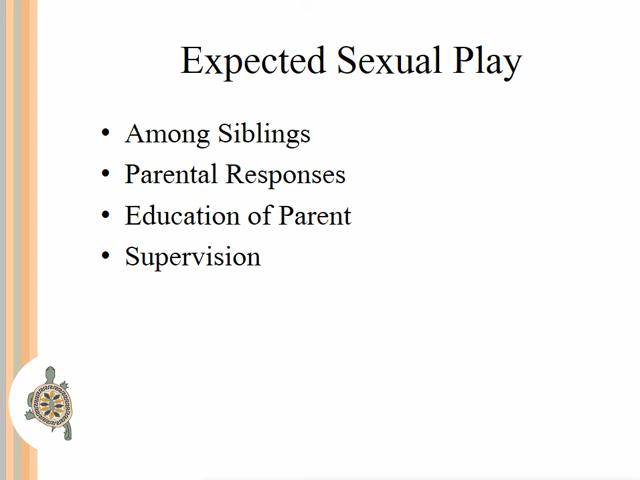 Expected Sexual Play
• Among Siblings
• Parental Responses
• Education of Parent
• Supervision